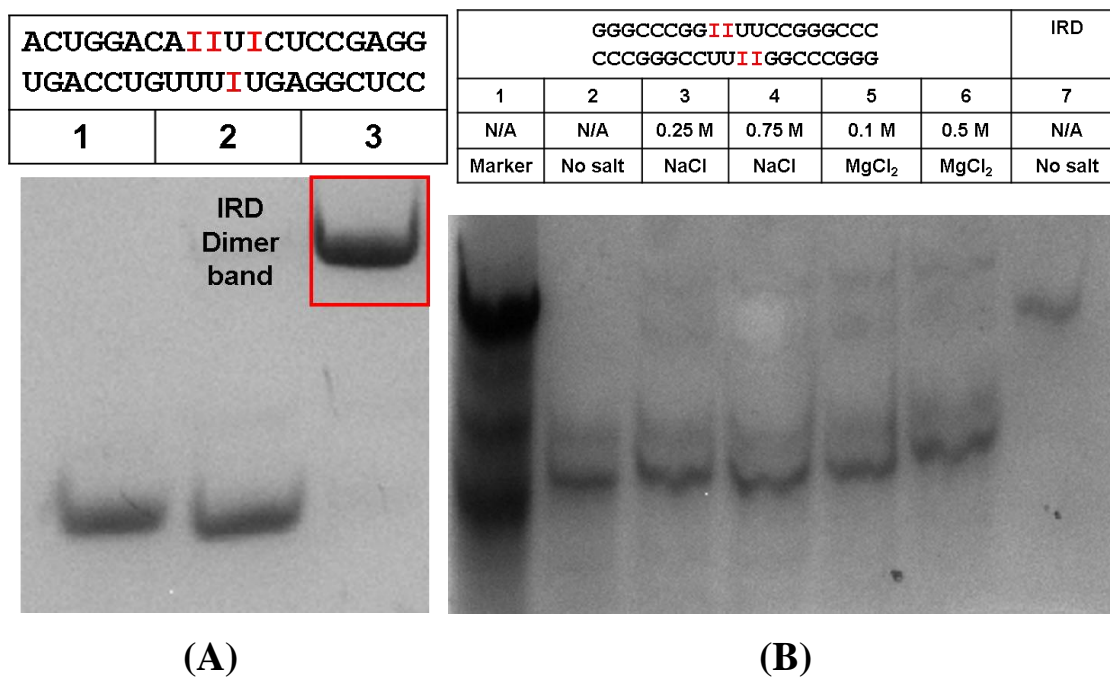 ACUGGACAIIUICUCCGAGG
UGACCUGUUUIUGAGGCUCC
1 2 3
IRD
Dimer
band
(A)
GGGCCCGGIIUUCCGGGCCC IRD
CCCGGGCCUUIIGGCCCGGG
1 2 3 4 5 6 7
N/A N/A 0.25 M 0.75 M 0.1 M 0.5 M N/A
Marker No salt NaCl NaCl MgCl₂ MgCl₂ No salt
(B)